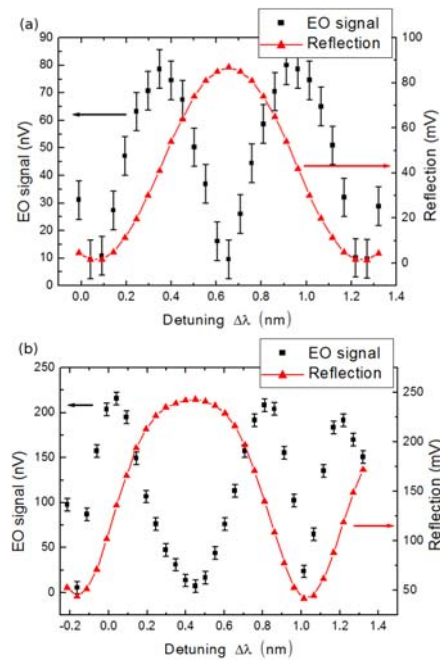 (a)
EO signal
Reflection
EO signal (nV)
90
80
70
60
50
40
30
20
10
0
Reflection (mV)
100
80
60
40
20
0
0.0 0.2 0.4 0.6 0.8 1.0 1.2 1.4
Detuning Δλ (nm)
(b)
EO signal
Reflection
EO signal (nV)
250
200
150
100
50
0
Reflection (mV)
250
200
150
100
50
-0.2 0.0 0.2 0.4 0.6 0.8 1.0 1.2 1.4
Detuning Δλ (nm)